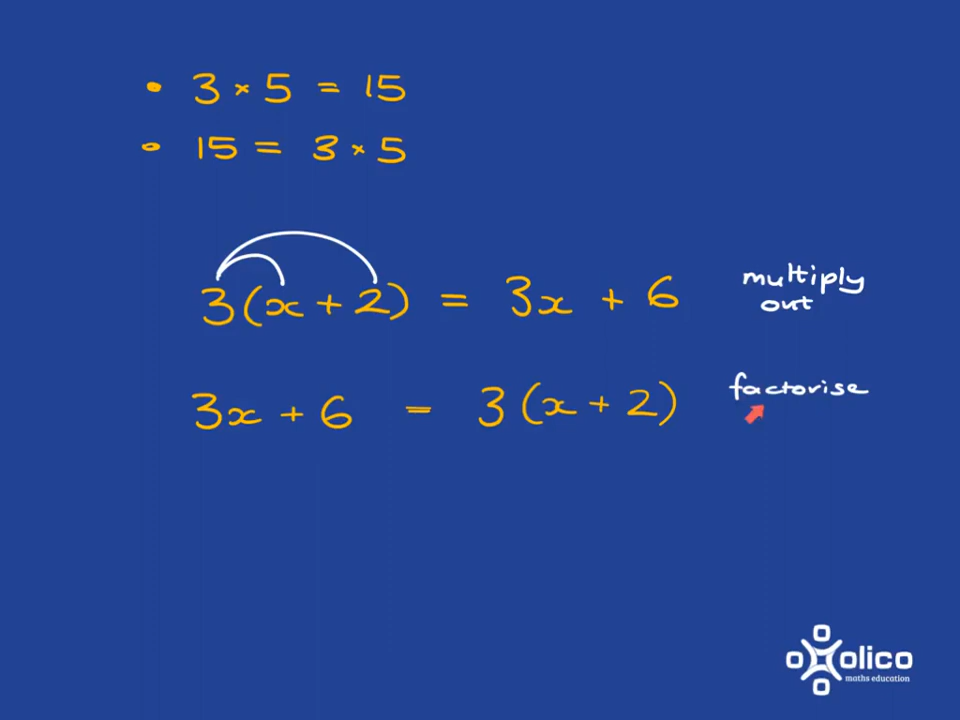 • 3 × 5 = 15
• 15 = 3 × 5
3(x + 2) = 3x + 6 multiply out
3x + 6 = 3(x + 2) factorise
olico
maths education